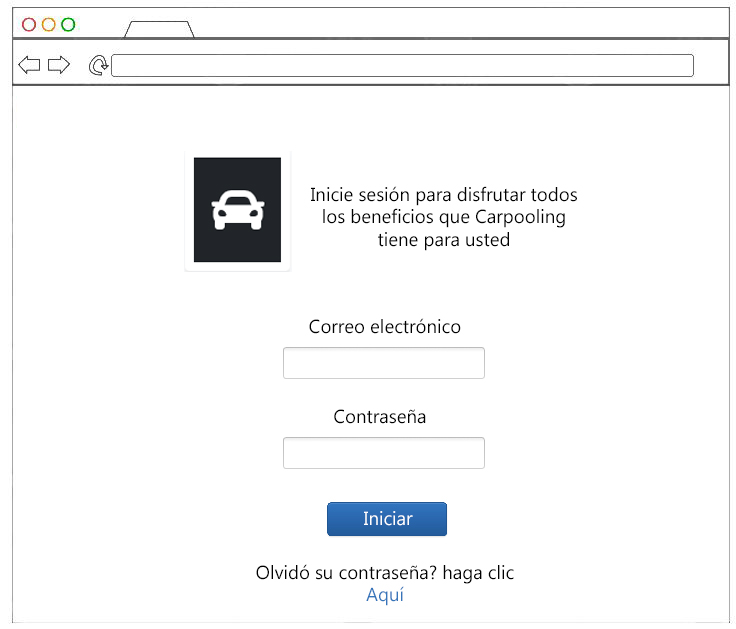 Inicie sesión para disfrutar todos
los beneficios que Carpooling
tiene para usted
Correo electrónico
Contraseña
Iniciar
Olvidó su contraseña? haga clic
Aquí